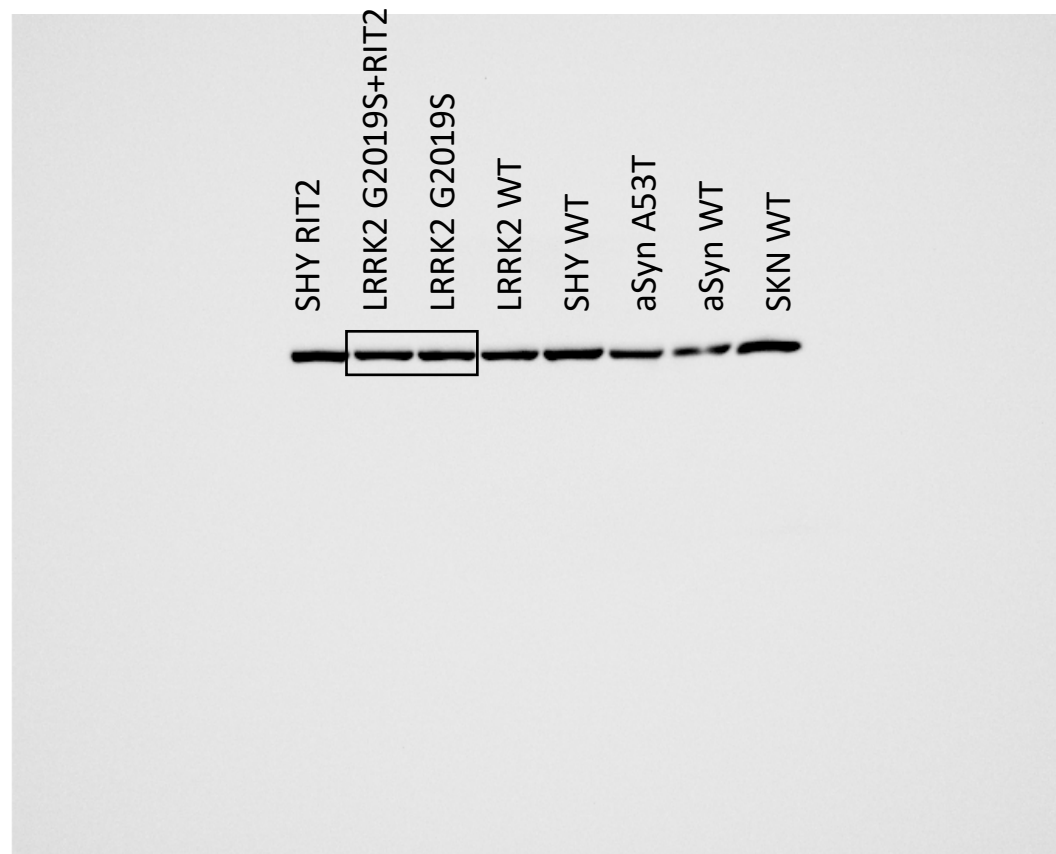 SHY RIT2
LRRK2 G2019S+RIT2
LRRK2 G2019S
LRRK2 WT
SHY WT
aSyn A53T
aSyn WT
SKN WT